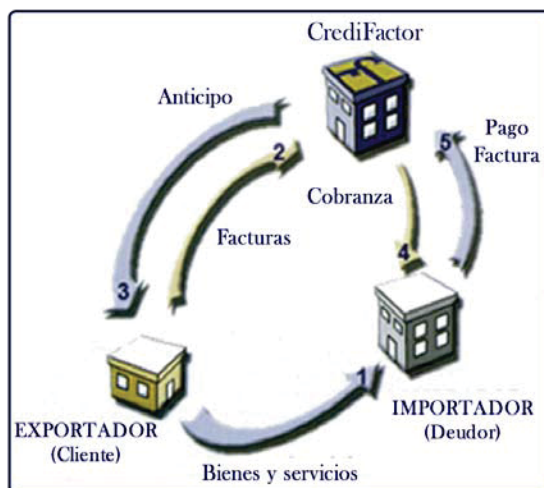 CrediFactor
Anticipo
2
5
Pago
Factura
Cobranza
Facturas
4
3
1
EXPORTADOR
(Cliente)
IMPORTADOR
(Deudor)
Bienes y servicios